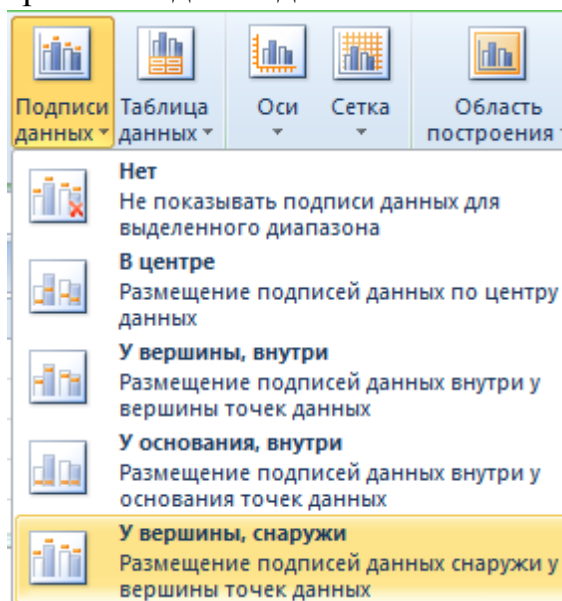 Подписи данных
Таблица данных
Оси
Сетка
Область построения
Нет
Не показывать подписи данных для
выделенного диапазона
В центре
Размещение подписей данных по центру
данных
У вершины, внутри
Размещение подписей данных внутри у
вершины точек данных
У основания, внутри
Размещение подписей данных внутри у
основания точек данных
У вершины, снаружи
Размещение подписей данных снаружи у
вершины точек данных